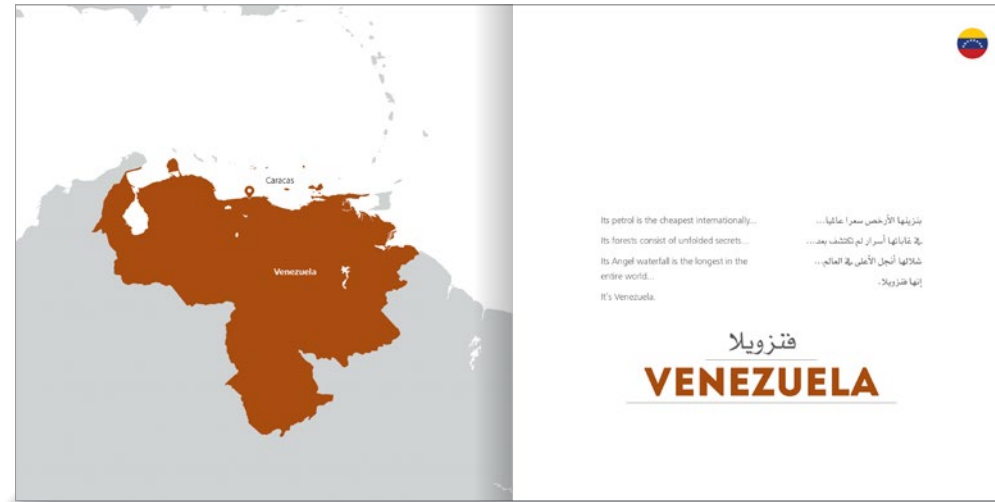 Caracas
Venezuela
Its petrol is the cheapest internationally...
Its forests consist of unfolded secrets...
Its Angel waterfall is the longest in the
entire world...
It's Venezuela.
بنزينها الأرخص سعرا عالميا...
في غاباتها أسرار لم تكتشف بعد...
شلالها أنجل الأعلى في العالم...
إنها فنزويلا.
فنزويلا
VENEZUELA